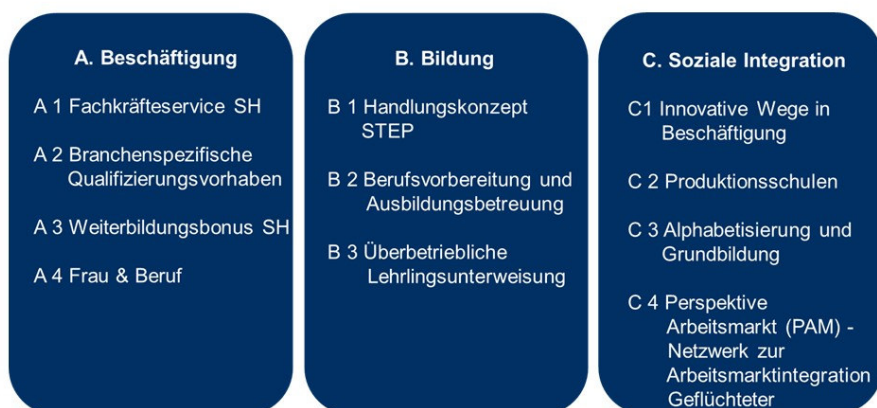 A. Beschäftigung
A 1 Fachkräfteservice SH
A 2 Branchenspezifische
Qualifizierungsvorhaben
A 3 Weiterbildungsbonus SH
A 4 Frau & Beruf
B. Bildung
B 1 Handlungskonzept
STEP
B 2 Berufsvorbereitung und
Ausbildungsbetreuung
B 3 Überbetriebliche
Lehrlingsunterweisung
C. Soziale Integration
C1 Innovative Wege in
Beschäftigung
C 2 Produktionsschulen
C 3 Alphabetisierung und
Grundbildung
C 4 Perspektive
Arbeitsmarkt (PAM) -
Netzwerk zur
Arbeitsmarktintegration
Geflüchteter